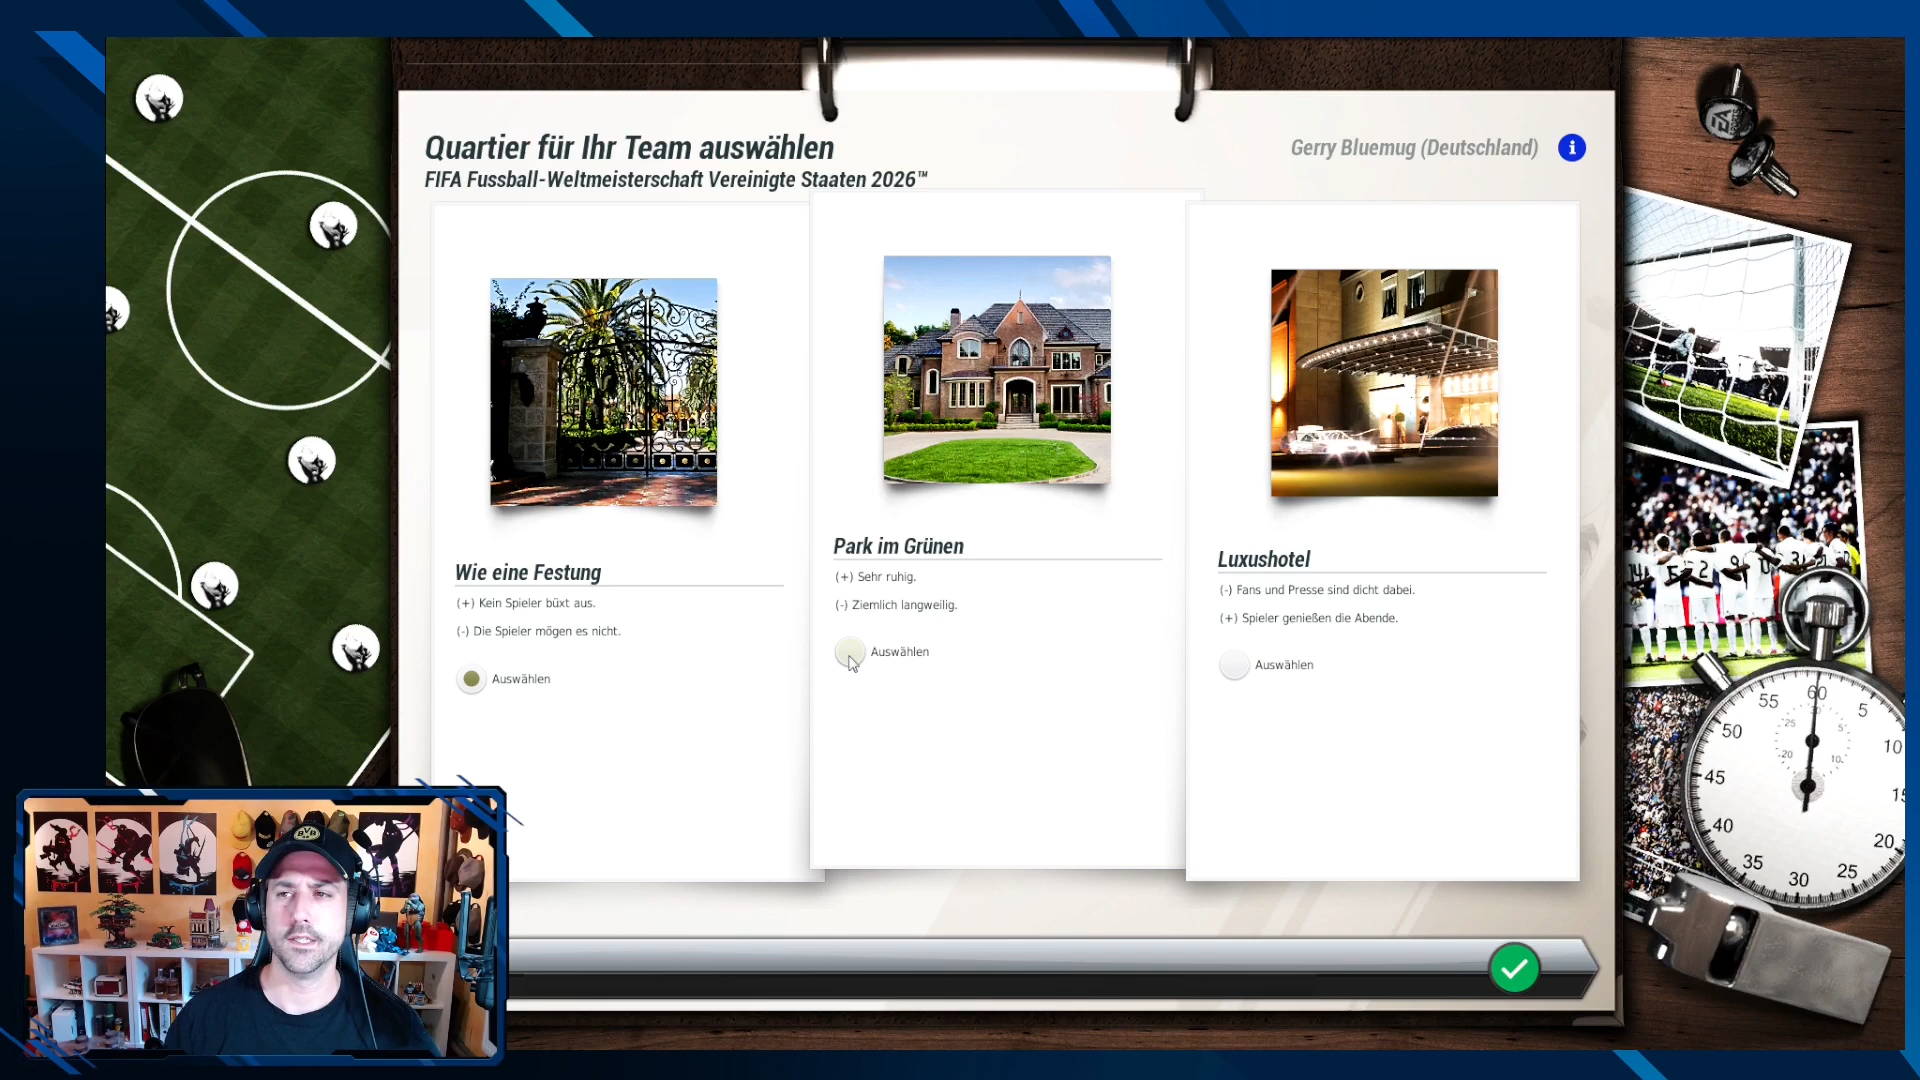 Quartier für Ihr Team auswählen
Gerry Bluemug (Deutschland)
FIFA Fussball-Weltmeisterschaft Vereinigte Staaten 2026™
Wie eine Festung
(+) Kein Spieler büxt aus.
(-) Die Spieler mögen es nicht.
Auswählen
Park im Grünen
(+) Sehr ruhig.
(-) Ziemlich langweilig.
Auswählen
Luxushotel
(-) Fans und Presse sind dicht dabei.
(+) Spieler genießen die Abende.
Auswählen
EA
60
55
5
50
10
45
40
20
35
25
30
BVB